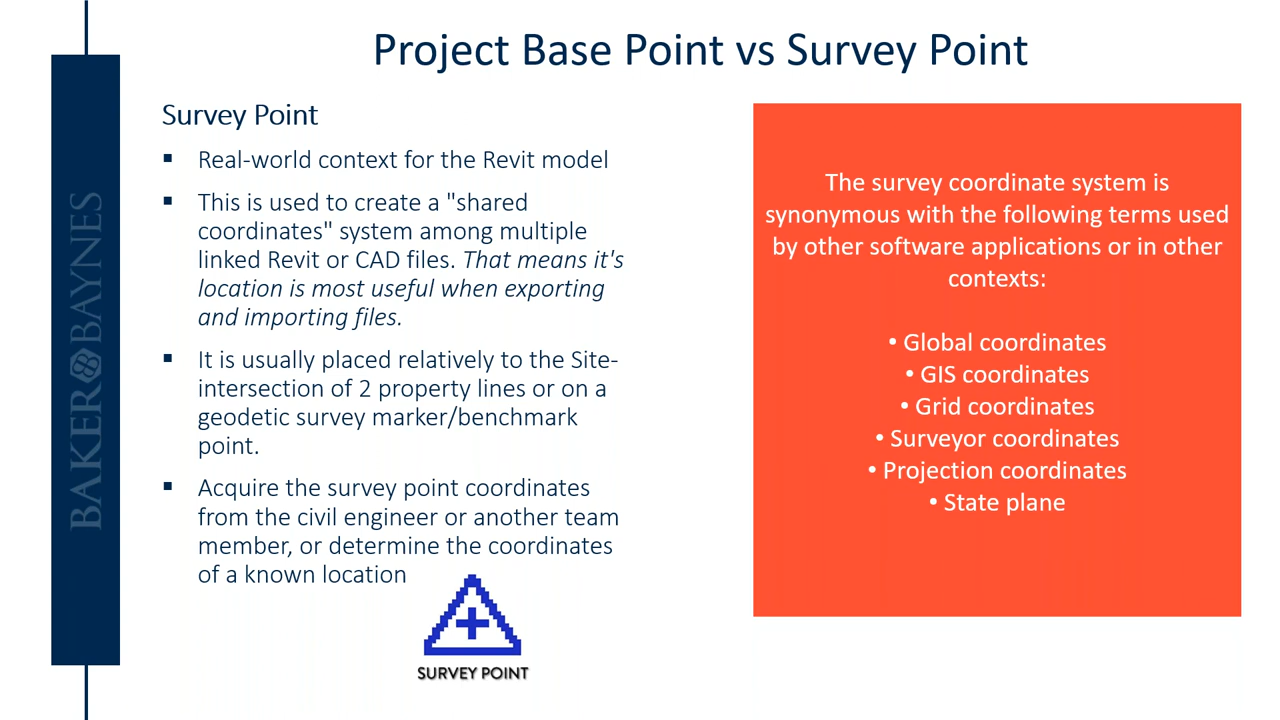 Project Base Point vs Survey Point
BAKER BAYNES
Survey Point
▪ Real-world context for the Revit model
▪ This is used to create a "shared
coordinates" system among multiple
linked Revit or CAD files. That means it's
location is most useful when exporting
and importing files.
▪ It is usually placed relatively to the Site-
intersection of 2 property lines or on a
geodetic survey marker/benchmark
point.
▪ Acquire the survey point coordinates
from the civil engineer or another team
member, or determine the coordinates
of a known location
SURVEY POINT
The survey coordinate system is
synonymous with the following terms used
by other software applications or in other
contexts:
• Global coordinates
• GIS coordinates
• Grid coordinates
• Surveyor coordinates
• Projection coordinates
• State plane